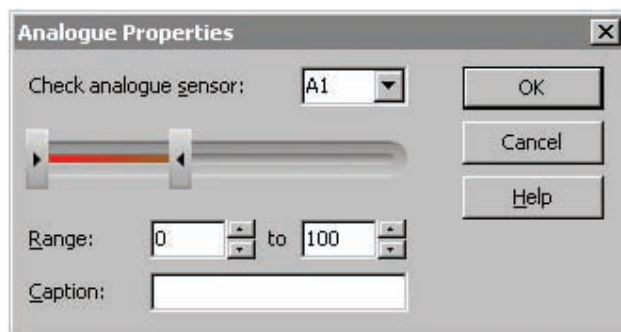 Analogue Properties
Check analogue sensor: A1
OK
Cancel
Help
Range: 0 to 100
Caption: